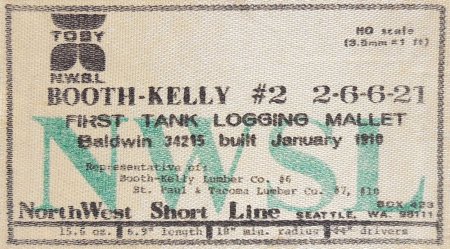 TOBY
N.W.S.L
HO scale
(3.5mm = 1 ft)
BOOTH-KELLY #2 2-6-6-2T
FIRST TANK LOGGING MALLET
Baldwin 34215 built January 1910
NWSL
Representative of:
Booth-Kelly Lumber Co. #6
St. Paul & Tacoma Lumber Co. #7, #10
NorthWest Short Line BOX 423
SEATTLE, WA. 98111
15.6 oz. 6.9" length 18" min. radius 44" drivers